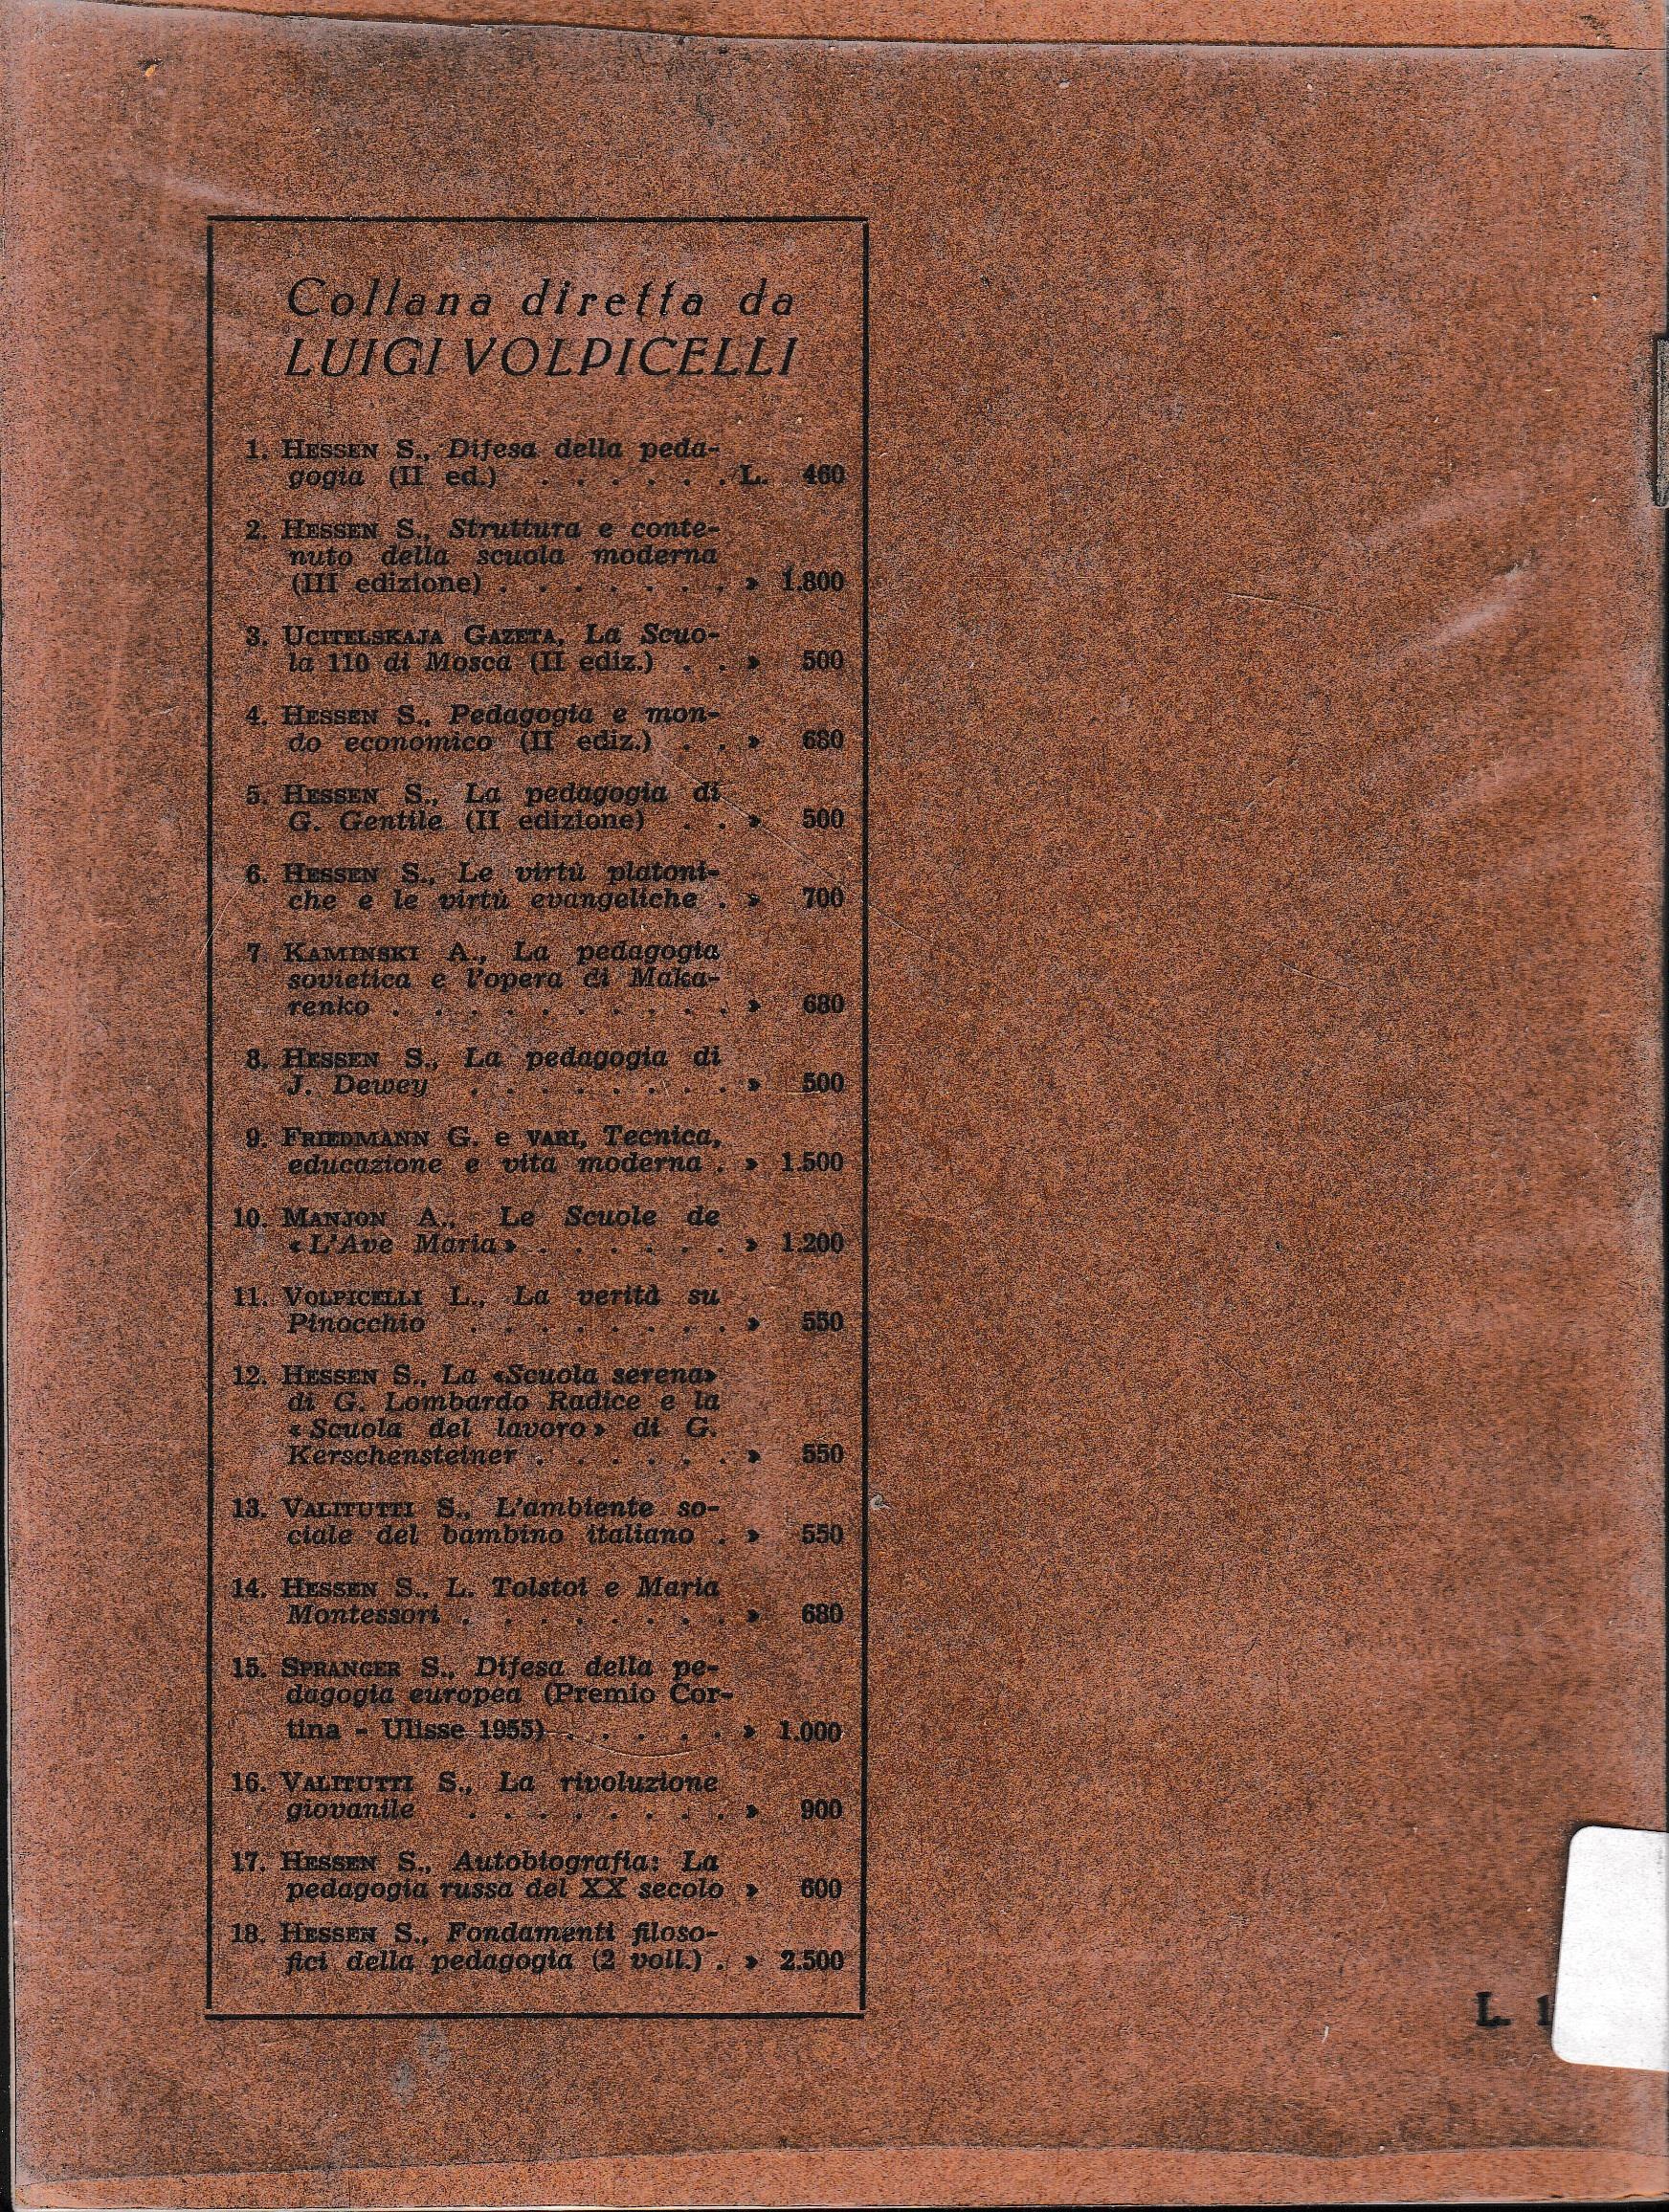 Collana diretta da
LUIGI VOLPICELLI
1. HESSEN S., Difesa della peda-
gogia (II ed.) . . . . . . L. 460
2. HESSEN S., Struttura e conte-
nuto della scuola moderna
(III edizione) . . . . . . . » 1.800
3. UCITELSKAJA GAZETA, La Scuo-
la 110 di Mosca (II ediz.) . . » 500
4. HESSEN S., Pedagogia e mon-
do economico (II ediz.) . . » 680
5. HESSEN S., La pedagogia di
G. Gentile (II edizione) . . » 500
6. HESSEN S., Le virtù platoni-
che e le virtù evangeliche . » 700
7 KAMINSKI A., La pedagogia
sovietica e l'opera di Maka-
renko . . . . . . . . . . » 680
8. HESSEN S., La pedagogia di
J. Dewey . . . . . . . . » 500
9. FRIEDMANN G. e VARI, Tecnica,
educazione e vita moderna . » 1.500
10. MANJON A., Le Scuole de
« L'Ave Maria » . . . . . . » 1.200
11. VOLPICELLI L., La verità su
Pinocchio . . . . . . . . » 550
12. HESSEN S., La «Scuola serena»
di G. Lombardo Radice e la
« Scuola del lavoro » di G.
Kerschensteiner . . . . . . » 550
13. VALITUTTI S., L'ambiente so-
ciale del bambino italiano . » 550
14. HESSEN S., L. Tolstoi e Maria
Montessori . . . . . . . . » 680
15. SPRANGER S., Difesa della pe-
dagogia europea (Premio Cor-
tina - Ulisse 1955) . . . . . » 1.000
16. VALITUTTI S., La rivoluzione
giovanile . . . . . . . . » 900
17. HESSEN S., Autobiografia: La
pedagogia russa del XX secolo » 600
18. HESSEN S., Fondamenti filoso-
fici della pedagogia (2 voll.) . » 2.500
L. 1